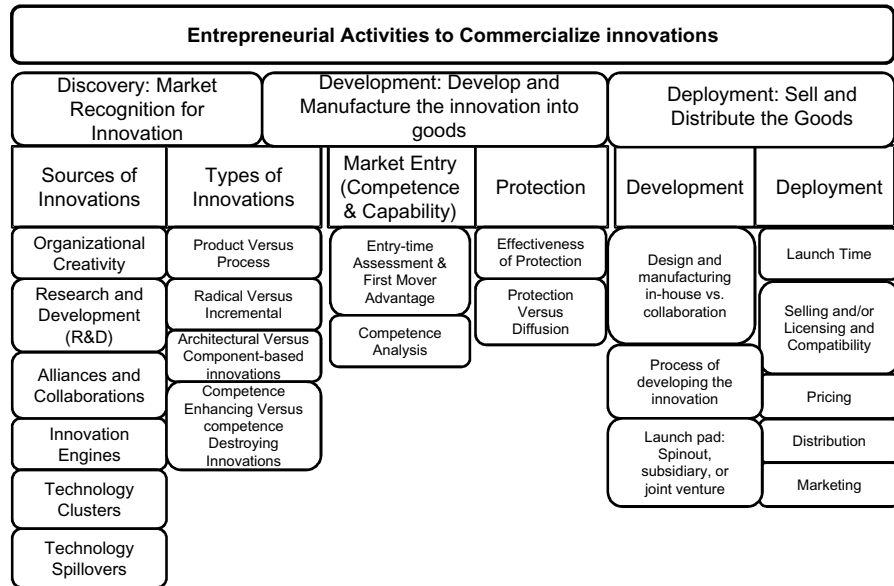 Entrepreneurial Activities to Commercialize innovations
Discovery: Market
Recognition for
Innovation
Development: Develop and
Manufacture the innovation into
goods
Deployment: Sell and
Distribute the Goods
Sources of
Innovations
Types of
Innovations
Market Entry
(Competence
& Capability)
Protection
Development
Deployment
Organizational
Creativity
Research and
Development
(R&D)
Alliances and
Collaborations
Innovation
Engines
Technology
Clusters
Technology
Spillovers
Product Versus
Process
Radical Versus
Incremental
Architectural Versus
Component-based
innovations
Competence
Enhancing Versus
competence
Destroying
Innovations
Entry-time
Assessment &
First Mover
Advantage
Competence
Analysis
Effectiveness
of Protection
Protection
Versus
Diffusion
Design and
manufacturing
in-house vs.
collaboration
Process of
developing the
innovation
Launch pad:
Spinout,
subsidiary, or
joint venture
Launch Time
Selling and/or
Licensing and
Compatibility
Pricing
Distribution
Marketing